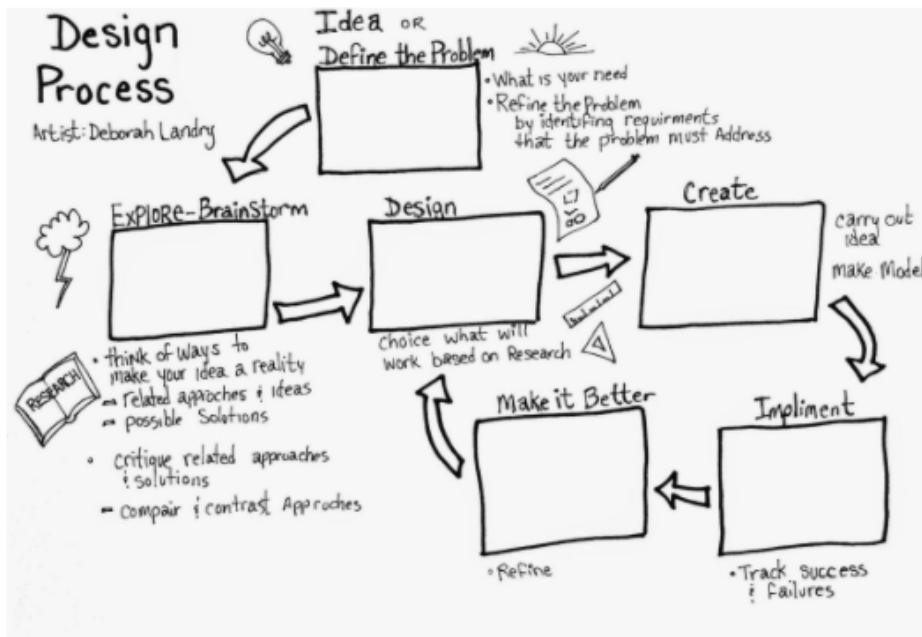 Design
Process
Artist: Deborah Landry
Idea OR
Define the Problem
• What is your need
• Refine the Problem
by identifing requirments
that the problem must Address
Explore-Brainstorm
RESEARCH
• think of ways to
make your idea a reality
- related approches & ideas
- possible Solutions
• critique related approaches
& solutions
- compair & contrast Approches
Design
choice what will
work based on Research
Create
carry out
idea
make Model
Impliment
• Track success
& failures
Make it Better
• Refine